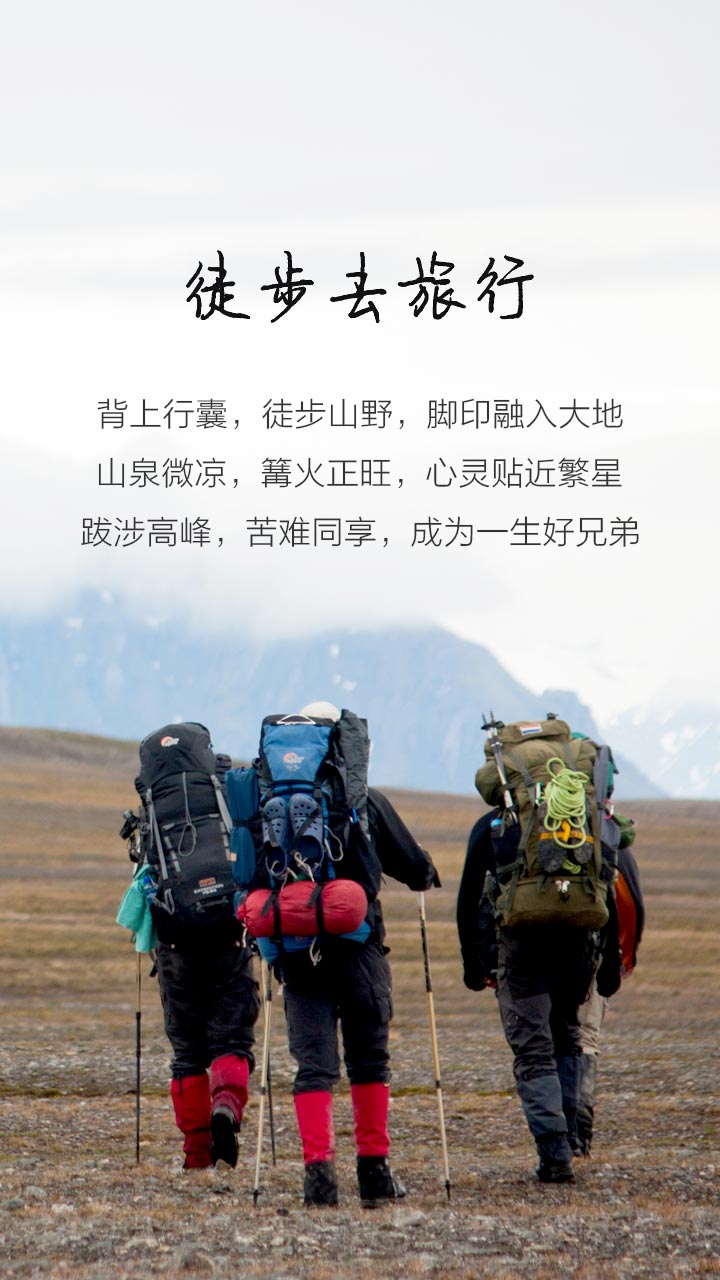 徒步去旅行
背上行囊，徒步山野，脚印融入大地
山泉微凉，篝火正旺，心灵贴近繁星
跋涉高峰，苦难同享，成为一生好兄弟